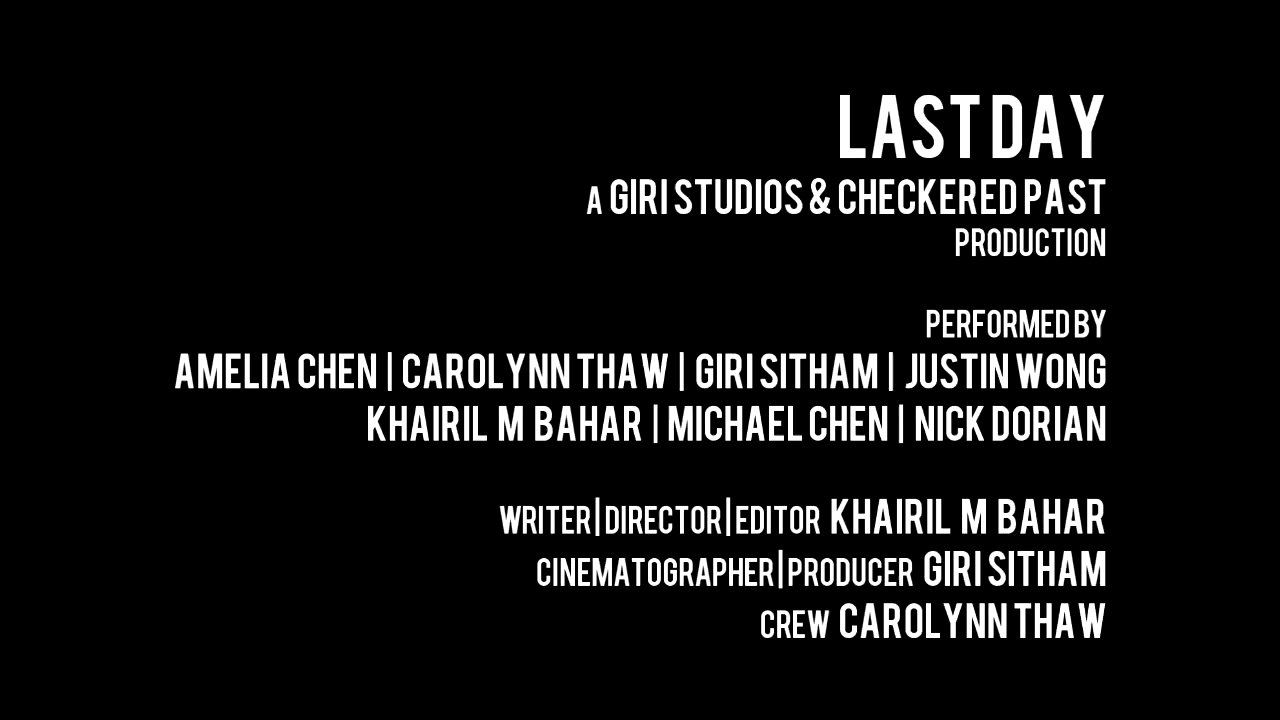 LAST DAY
A GIRI STUDIOS & CHECKERED PAST
PRODUCTION
PERFORMED BY
AMELIA CHEN | CAROLYNN THAW | GIRI SITHAM | JUSTIN WONG
KHAIRIL M BAHAR | MICHAEL CHEN | NICK DORIAN
WRITER|DIRECTOR|EDITOR KHAIRIL M BAHAR
CINEMATOGRAPHER|PRODUCER GIRI SITHAM
CREW CAROLYNN THAW